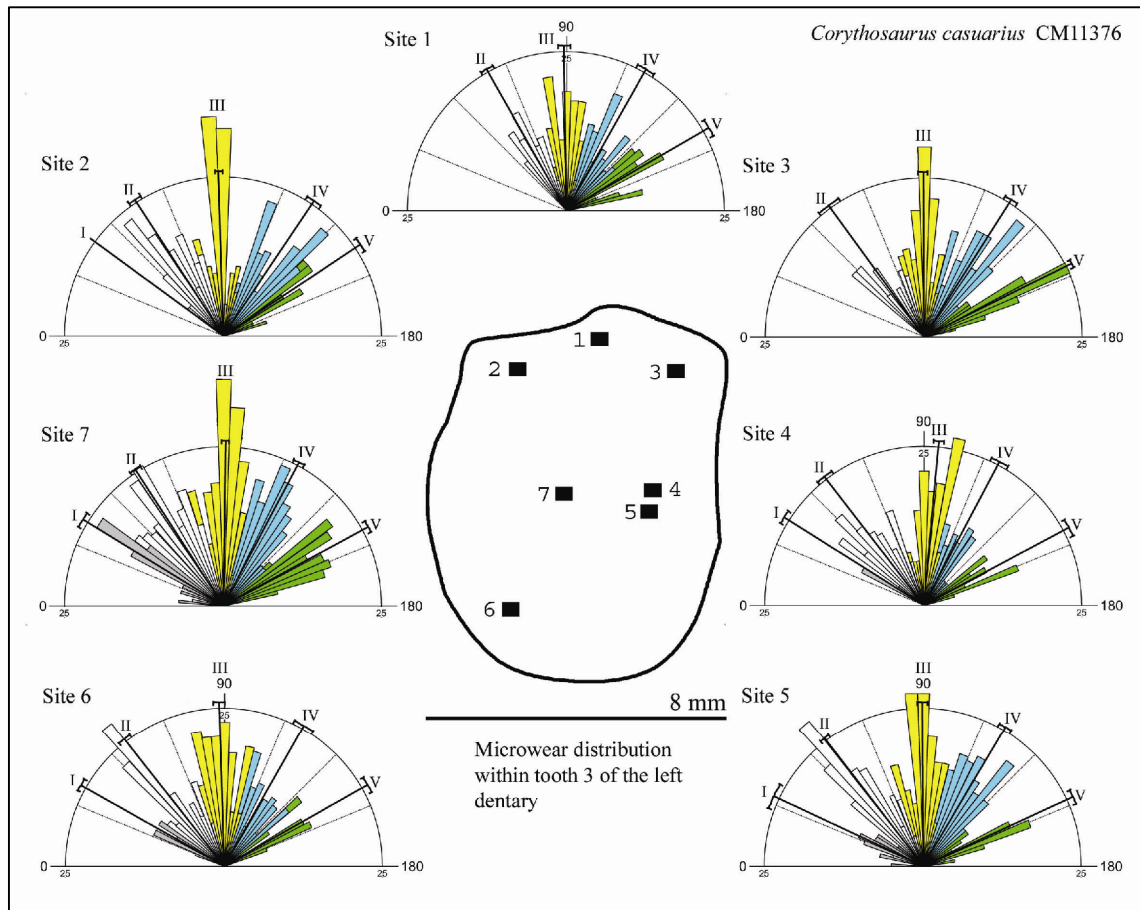 Corythosaurus casuarius CM11376
Site 1
90
25
II
III
IV
V
25
25
180
Site 2
I
II
III
IV
V
0
25
25
180
Site 3
II
III
IV
V
0
25
25
180
1
2
3
4
5
6
7
Site 7
I
II
III
IV
V
0
25
25
180
Site 4
90
25
I
II
III
IV
V
0
25
25
180
Site 6
III
90
25
I
II
IV
V
0
25
25
180
8 mm
Microwear distribution
within tooth 3 of the left
dentary
Site 5
III
90
25
I
II
IV
V
0
25
25
180